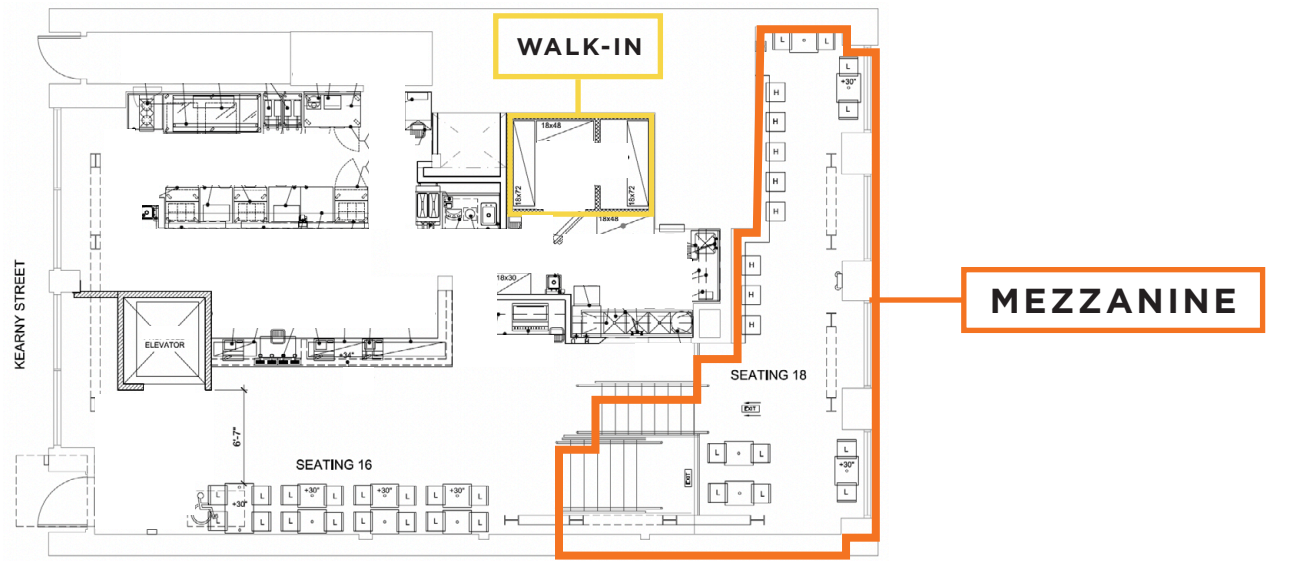 WALK-IN
L L
L
+30"
L
H
H
H
H
H
18x48
18x72
18x72
18x48
H
H
H
18x30
KEARNY STREET
ELEVATOR
+34"
MEZZANINE
SEATING 18
EXIT
6'-7"
SEATING 16
L L
L
+30"
L
EXIT
L L
L L L L L L L L
+30" +30" +30" +30"
L L L L L L L L